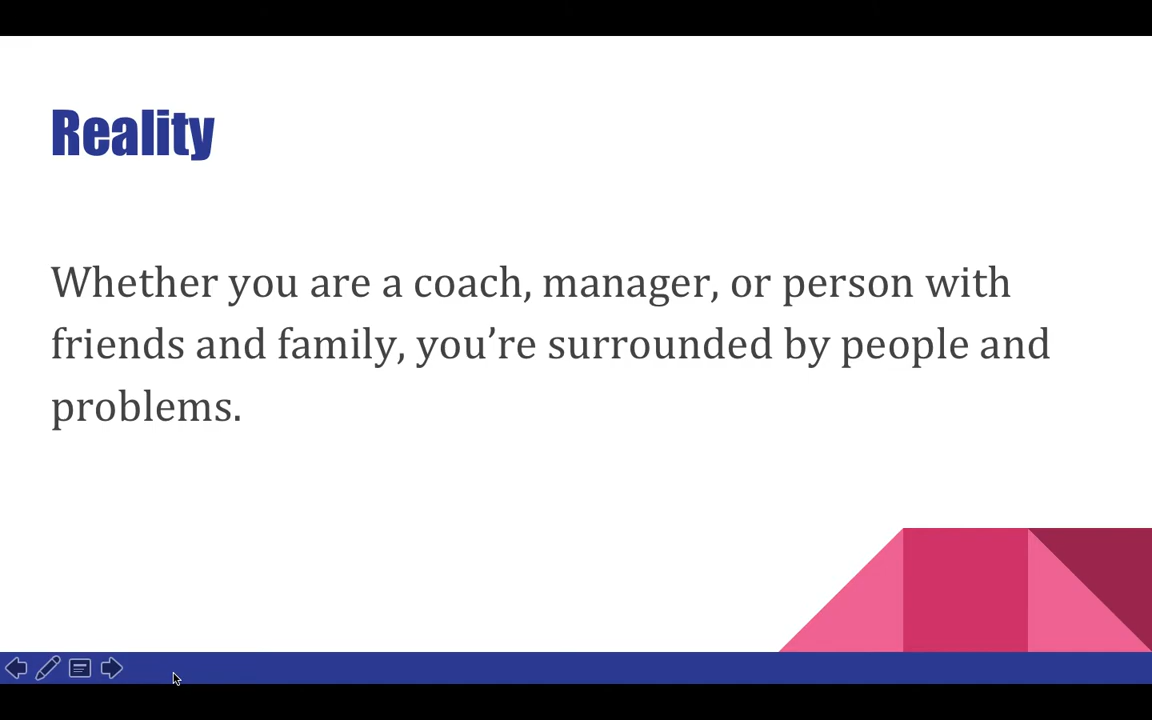 Reality
Whether you are a coach, manager, or person with
friends and family, you’re surrounded by people and
problems.